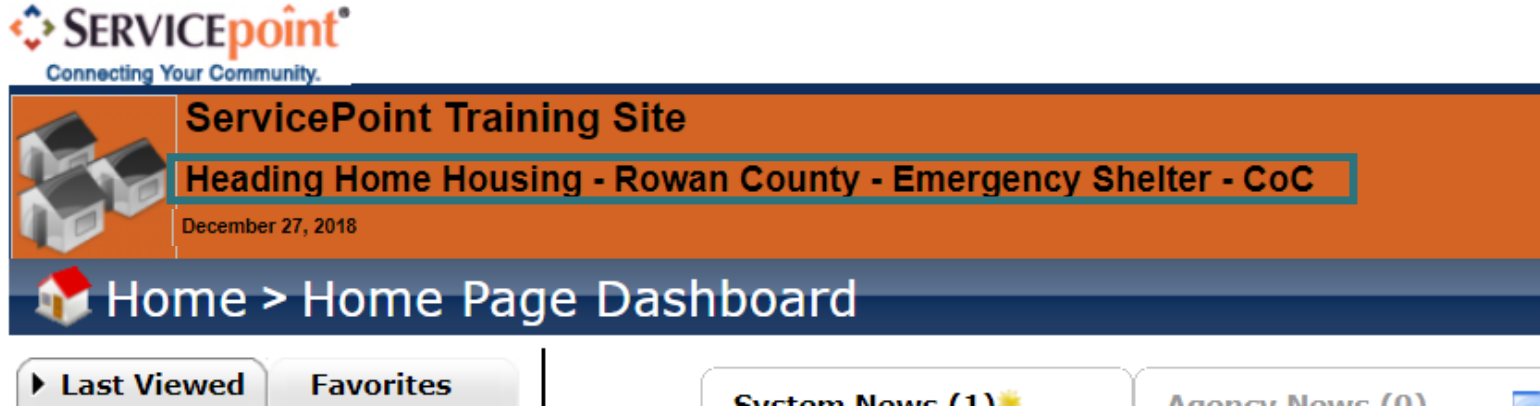 SERVICEpoint®
Connecting Your Community.
ServicePoint Training Site
Heading Home Housing - Rowan County - Emergency Shelter - CoC
December 27, 2018
Home > Home Page Dashboard
Last Viewed Favorites
System News (1) Agency News (0)